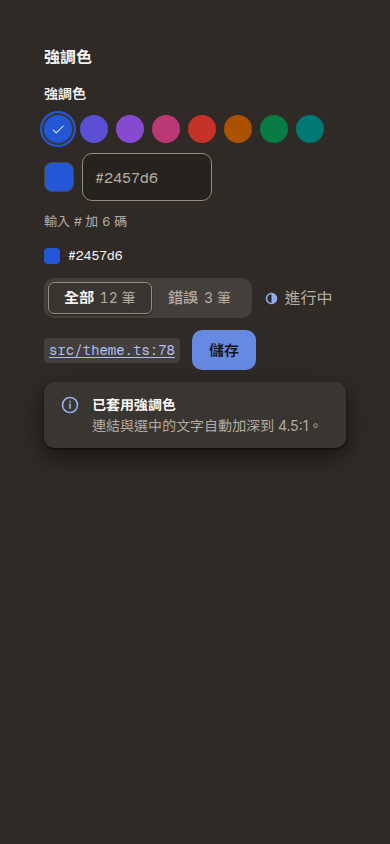 強調色
強調色
#2457d6
輸入 # 加 6 碼
#2457d6
全部 12 筆 錯誤 3 筆 進行中
src/theme.ts:78 儲存
已套用強調色
連結與選中的文字自動加深到 4.5:1。